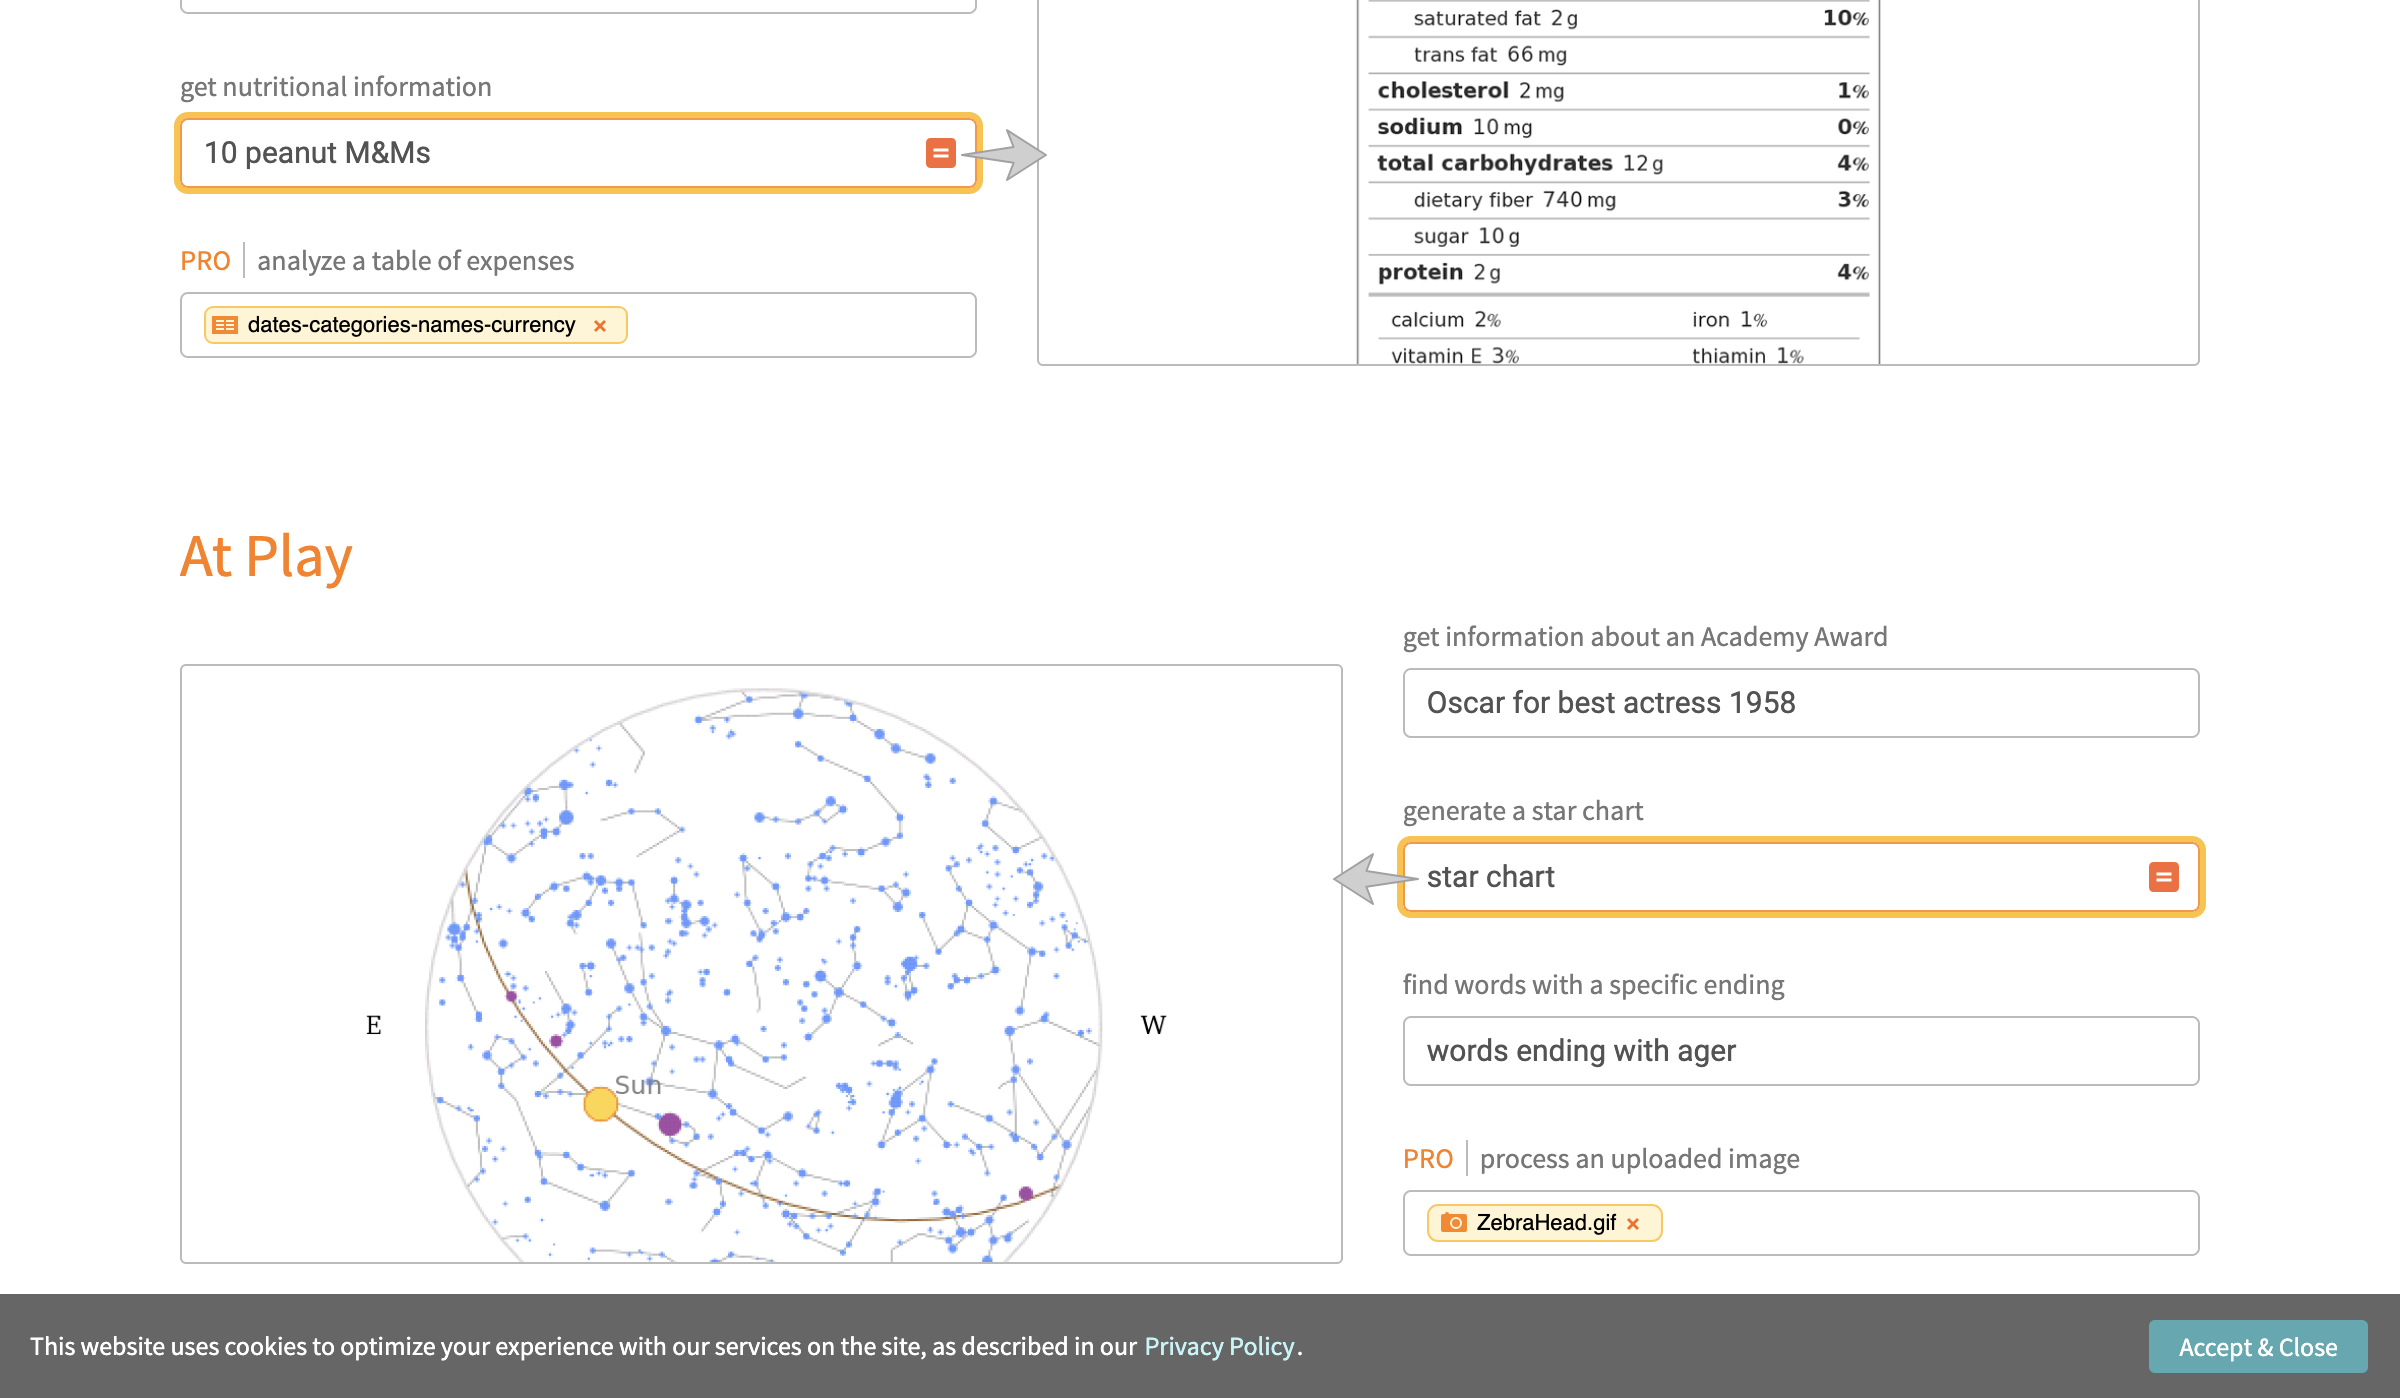 saturated fat 2 g 10%
trans fat 66 mg
cholesterol 2 mg 1%
sodium 10 mg 0%
total carbohydrates 12 g 4%
dietary fiber 740 mg 3%
sugar 10 g
protein 2 g 4%
calcium 2% iron 1%
vitamin E 3% thiamin 1%
get nutritional information
10 peanut M&Ms
PRO | analyze a table of expenses
dates-categories-names-currency ×
At Play
E
Sun
W
get information about an Academy Award
Oscar for best actress 1958
generate a star chart
star chart
find words with a specific ending
words ending with ager
PRO | process an uploaded image
ZebraHead.gif ×
This website uses cookies to optimize your experience with our services on the site, as described in our Privacy Policy.
Accept & Close